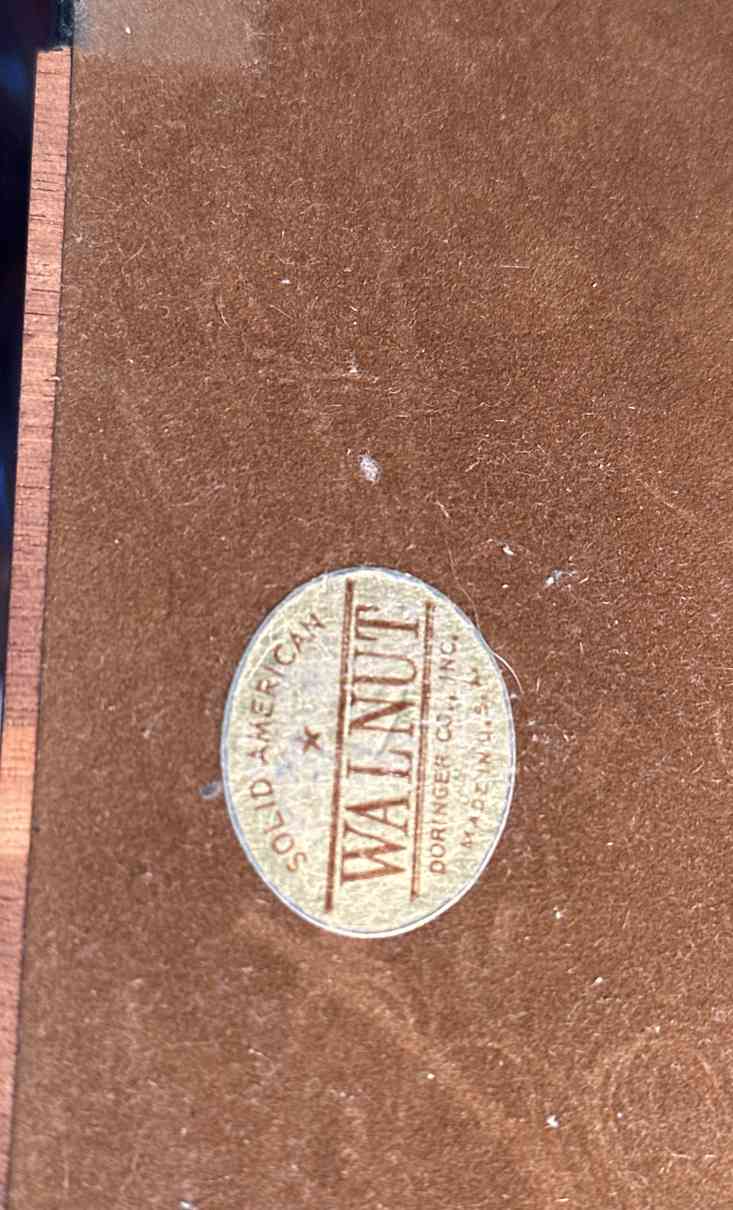 SOLID AMERICAN
WALNUT
DORINGER CO., INC.
MADE IN U.S.A.